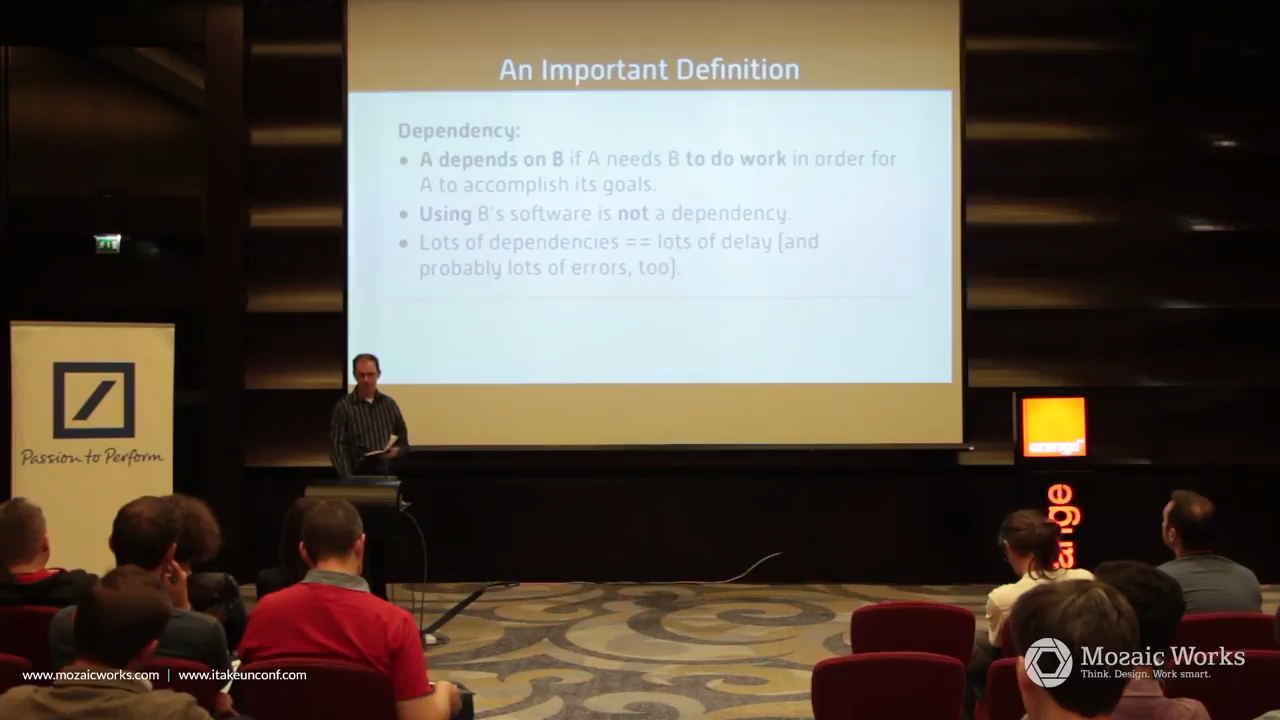 An Important Definition
Dependency:
• A depends on B if A needs B to do work in order for
A to accomplish its goals.
• Using B's software is not a dependency.
• Lots of dependencies == lots of delay (and
probably lots of errors, too).
Passion to Perform
orange
ange
www.mozaicworks.com | www.itakeunconf.com
Mozaic Works
Think. Design. Work smart.